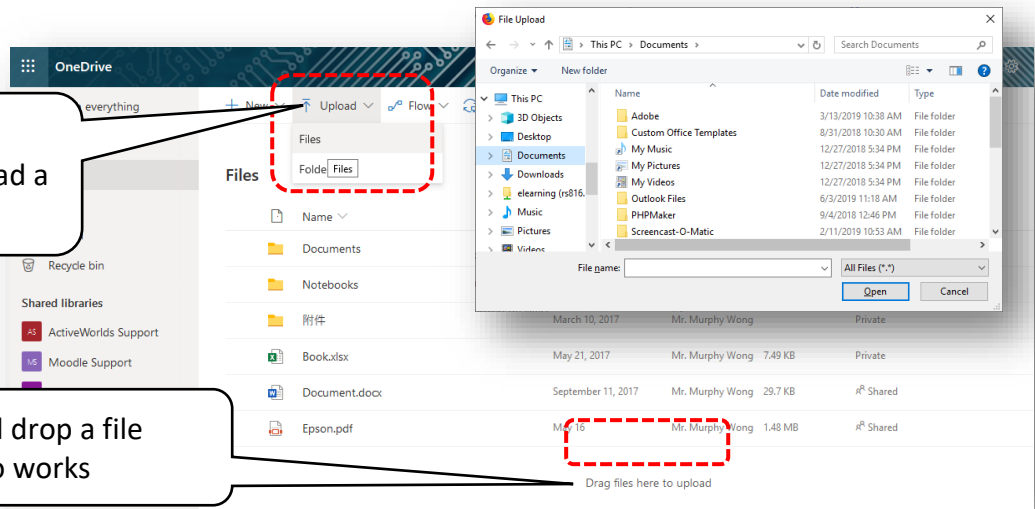 File Upload
This PC > Documents >
Search Documents
Organize
New folder
Name
Date modified
Type
This PC
3D Objects
Desktop
Documents
Downloads
elearning (rs816.
Music
Pictures
Videos
Adobe 3/13/2019 10:38 AM File folder
Custom Office Templates 8/31/2018 10:30 AM File folder
My Music 12/27/2018 5:34 PM File folder
My Pictures 12/27/2018 5:34 PM File folder
My Videos 12/27/2018 5:34 PM File folder
Outlook Files 6/3/2019 11:18 AM File folder
PHPMaker 9/4/2018 12:46 PM File folder
Screencast-O-Matic 2/11/2019 10:53 AM File folder
File name:
All Files (*.*)
Open
Cancel
OneDrive
everything
New Upload Flow
Files
Folde Files
ad a
Files
Name
Documents
Notebooks
附件 March 10, 2017 Mr. Murphy Wong Private
Book.xlsx May 21, 2017 Mr. Murphy Wong 7.49 KB Private
Document.docx September 11, 2017 Mr. Murphy Wong 29.7 KB Shared
Epson.pdf May 16 Mr. Murphy Wong 1.48 MB Shared
Recycle bin
Shared libraries
AS ActiveWorlds Support
MS Moodle Support
drop a file
works
Drag files here to upload